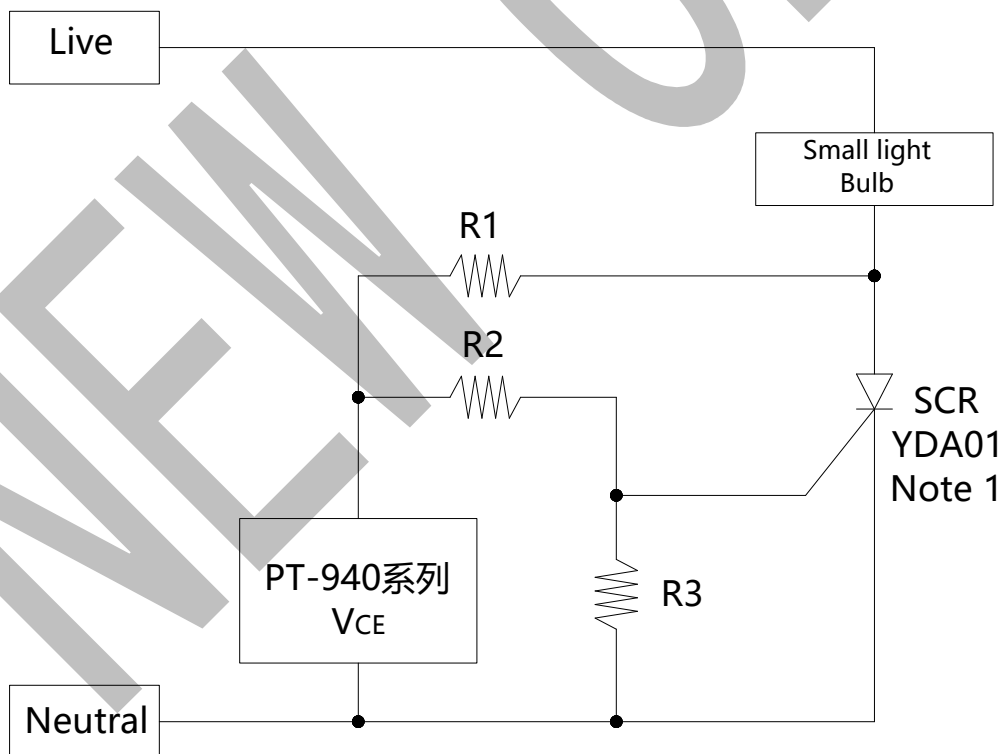 Live
Small light
Bulb
R1
R2
SCR
YDA01
Note 1
PT-940系列
VCE
R3
Neutral
NEW